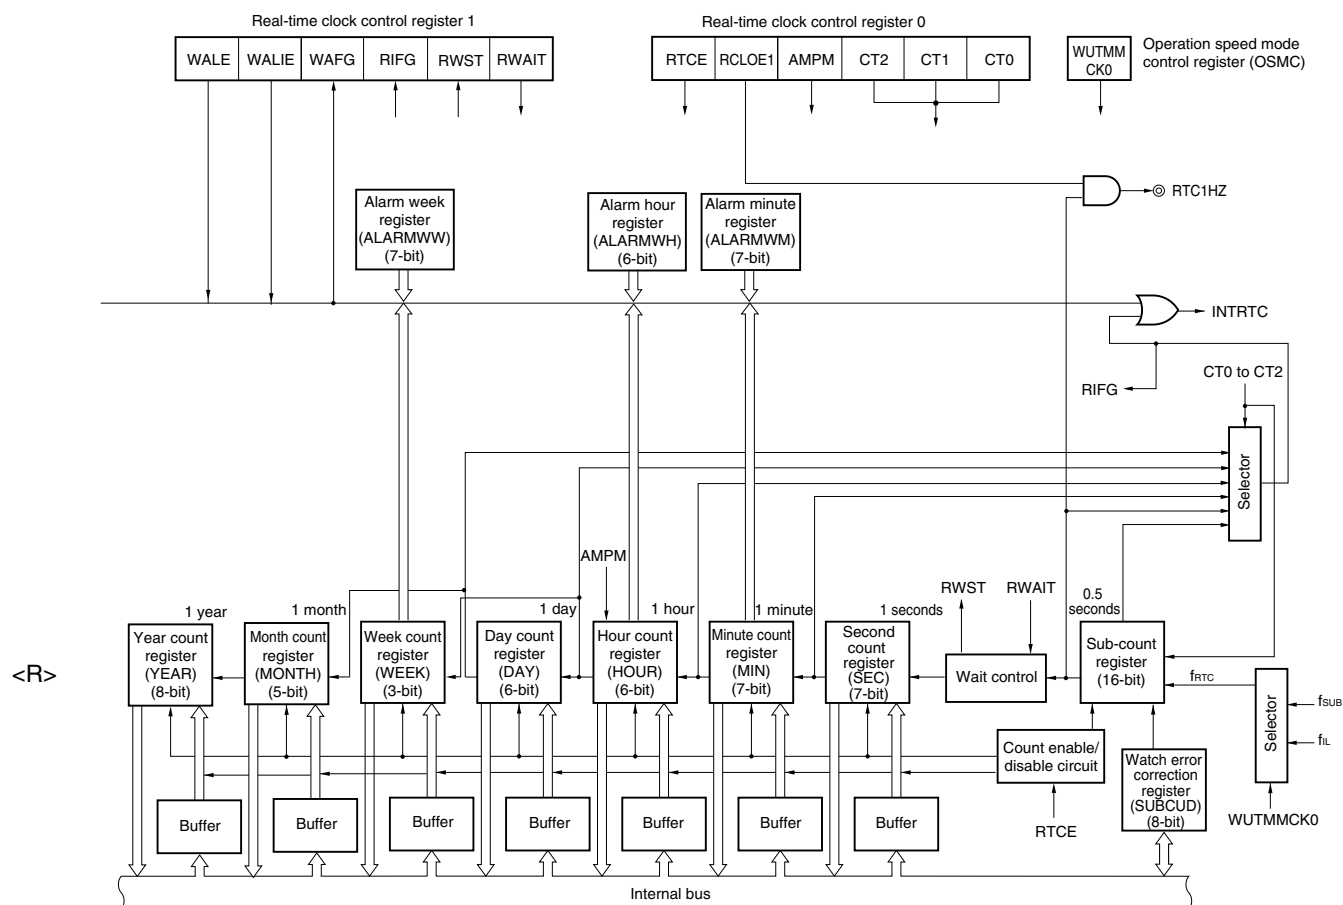 Real-time clock control register 1
Real-time clock control register 0
WALE WALIE WAFG RIFG RWST RWAIT
RTCE RCLOE1 AMPM CT2 CT1 CT0
WUTMM
CK0
Operation speed mode
control register (OSMC)
RTC1HZ
Alarm week
register
(ALARMWW)
(7-bit)
Alarm hour
register
(ALARMWH)
(6-bit)
Alarm minute
register
(ALARMWM)
(7-bit)
INTRTC
RIFG
CT0 to CT2
Selector
AMPM
RWST
RWAIT
0.5
seconds
1 year
1 month
1 day
1 hour
1 minute
1 seconds
<R>
Year count
register
(YEAR)
(8-bit)
Month count
register
(MONTH)
(5-bit)
Week count
register
(WEEK)
(3-bit)
Day count
register
(DAY)
(6-bit)
Hour count
register
(HOUR)
(6-bit)
Minute count
register
(MIN)
(7-bit)
Second
count
register
(SEC)
(7-bit)
Wait control
Sub-count
register
(16-bit)
fRTC
Selector
fSUB
fIL
WUTMMCK0
Count enable/
disable circuit
RTCE
Watch error
correction
register
(SUBCUD)
(8-bit)
Buffer
Buffer
Buffer
Buffer
Buffer
Buffer
Buffer
Internal bus